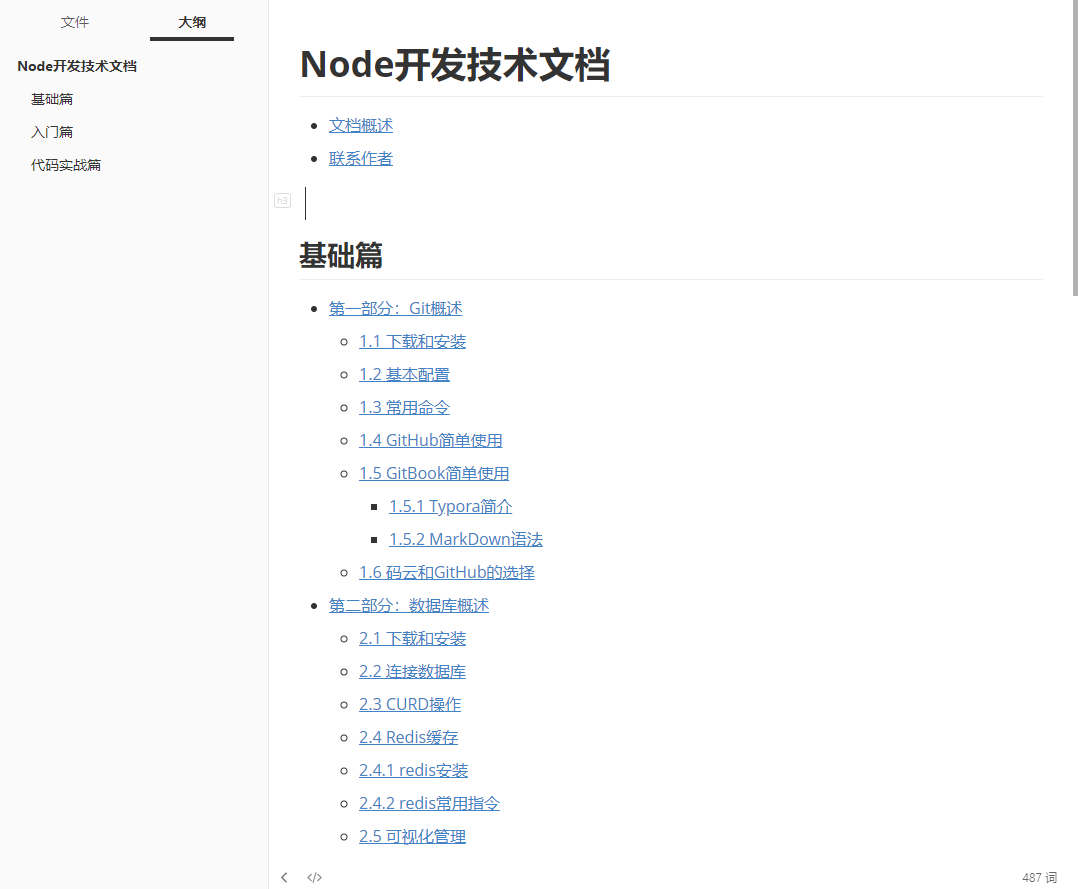 文件 大纲
Node开发技术文档
基础篇
入门篇
代码实战篇
Node开发技术文档
文档概述
联系作者
h3
基础篇
第一部分：Git概述
1.1 下载和安装
1.2 基本配置
1.3 常用命令
1.4 GitHub简单使用
1.5 GitBook简单使用
1.5.1 Typora简介
1.5.2 MarkDown语法
1.6 码云和GitHub的选择
第二部分：数据库概述
2.1 下载和安装
2.2 连接数据库
2.3 CURD操作
2.4 Redis缓存
2.4.1 redis安装
2.4.2 redis常用指令
2.5 可视化管理
487 词